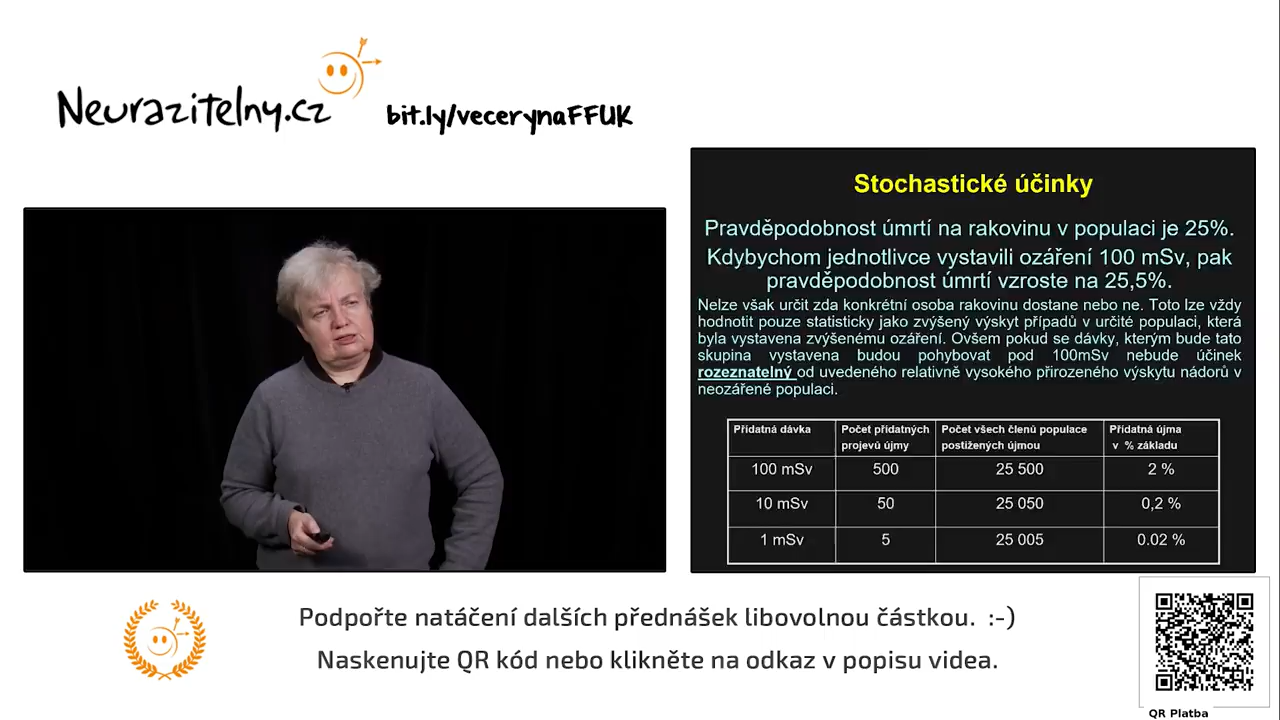 Neurazitelny.cz
bit.ly/vecerynaFFUK
Stochastické účinky
Pravděpodobnost úmrtí na rakovinu v populaci je 25%.
Kdybychom jednotlivce vystavili ozáření 100 mSv, pak
pravděpodobnost úmrtí vzroste na 25,5%.
Nelze však určit zda konkrétní osoba rakovinu dostane nebo ne. Toto lze vždy
hodnotit pouze statisticky jako zvýšený výskyt případů v určité populaci, která
byla vystavena zvýšenému ozáření. Ovšem pokud se dávky, kterým bude tato
skupina vystavena budou pohybovat pod 100mSv nebude účinek
rozeznatelný od uvedeného relativně vysokého přirozeného výskytu nádorů v
neozářené populaci.
Přídatná dávka Počet přídatných Počet všech členů populace Přídatná újma
projevů újmy postižených újmou v % základu
100 mSv 500 25 500 2 %
10 mSv 50 25 050 0,2 %
1 mSv 5 25 005 0.02 %
Podpořte natáčení dalších přednášek libovolnou částkou. :-)
Naskenujte QR kód nebo klikněte na odkaz v popisu videa.
QR Platba